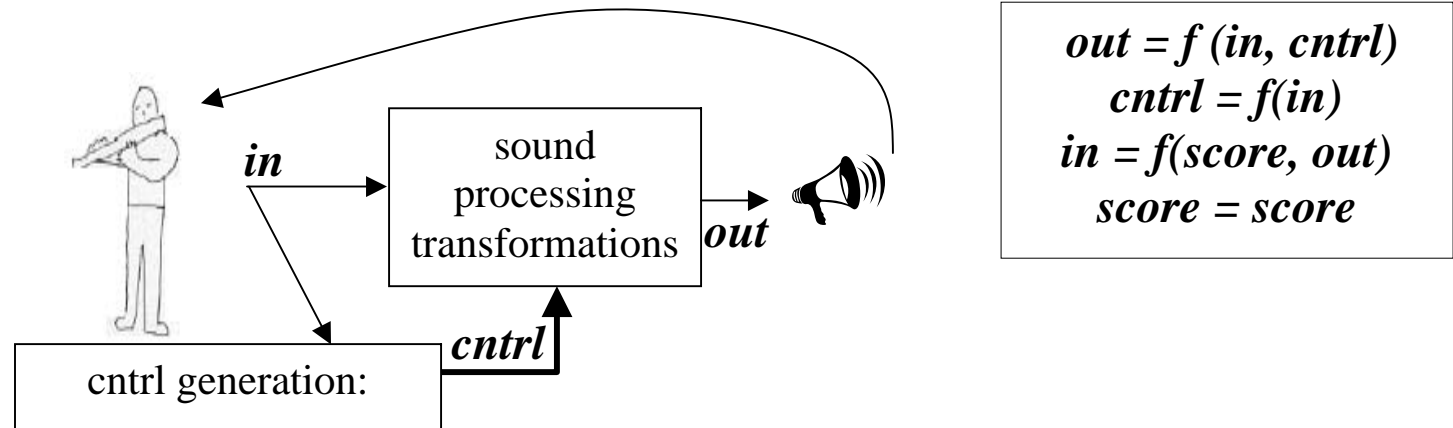 in
sound
processing
transformations
out
cntrl
cntrl generation:
out = f (in, cntrl)
cntrl = f(in)
in = f(score, out)
score = score